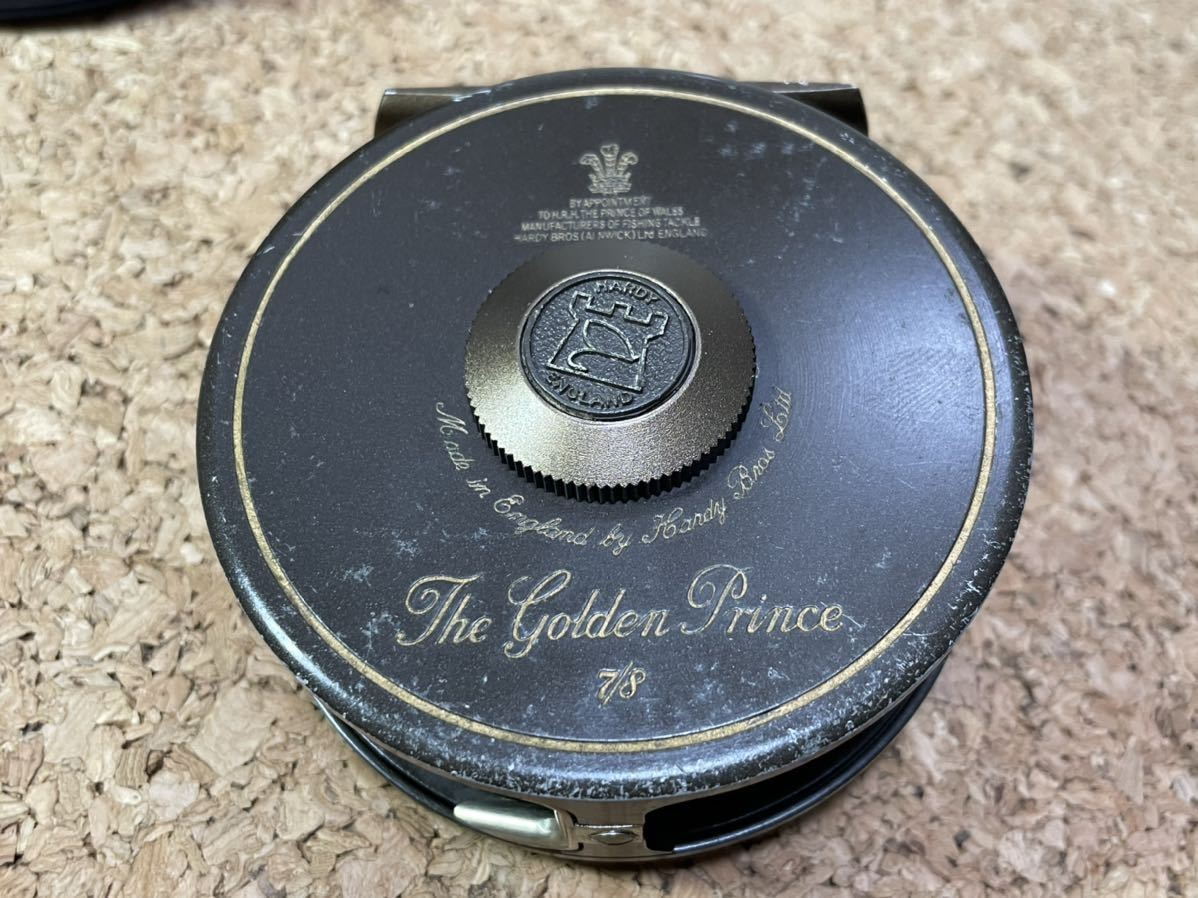 BY APPOINTMENT
TO H.R.H. THE PRINCE OF WALES
MANUFACTURERS OF FISHING TACKLE
HARDY BROS (ALNWICK) Ltd ENGLAND
HARDY
ENGLAND
Made in England by Hardy Bros Ltd
The Golden Prince
7/8